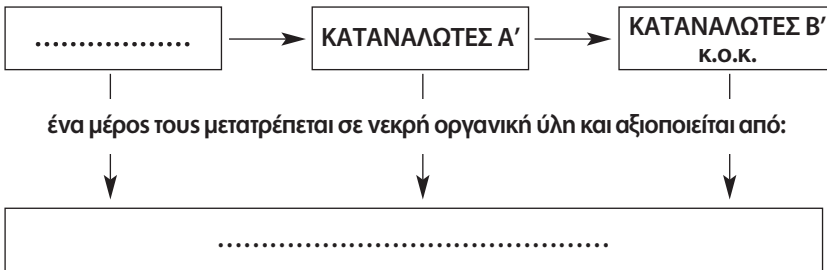 .................. ΚΑΤΑΝΑΛΩΤΕΣ Α′ ΚΑΤΑΝΑΛΩΤΕΣ Β′
κ.ο.κ.
ένα μέρος τους μετατρέπεται σε νεκρή οργανική ύλη και αξιοποιείται από:
.............................................